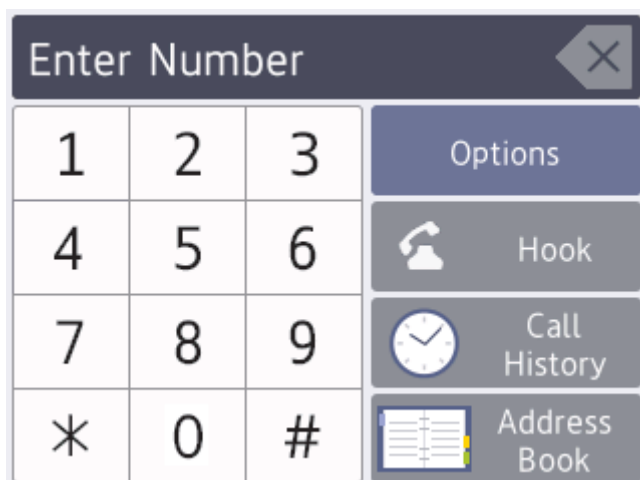 Enter Number
1 2 3
Options
4 5 6
Hook
7 8 9
Call
History
* 0 #
Address
Book